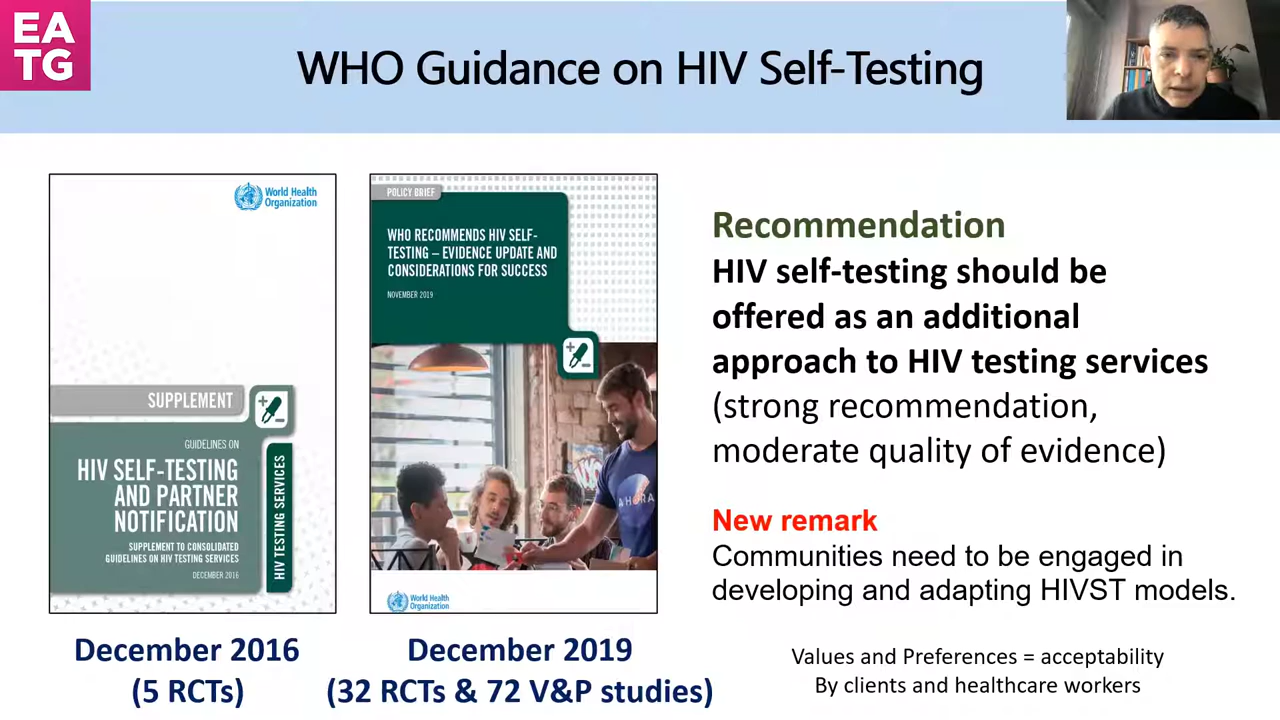 EA
TG
WHO Guidance on HIV Self-Testing
World Health
Organization
SUPPLEMENT
GUIDELINES ON
HIV SELF-TESTING
AND PARTNER
NOTIFICATION
SUPPLEMENT TO CONSOLIDATED
GUIDELINES ON HIV TESTING SERVICES
DECEMBER 2016
HIV TESTING SERVICES
December 2016
(5 RCTs)
POLICY BRIEF
WHO RECOMMENDS HIV SELF-
TESTING – EVIDENCE UPDATE AND
CONSIDERATIONS FOR SUCCESS
NOVEMBER 2019
AHORA
World Health
Organization
December 2019
(32 RCTs & 72 V&P studies)
Recommendation
HIV self-testing should be
offered as an additional
approach to HIV testing services
(strong recommendation,
moderate quality of evidence)
New remark
Communities need to be engaged in
developing and adapting HIVST models.
Values and Preferences = acceptability
By clients and healthcare workers